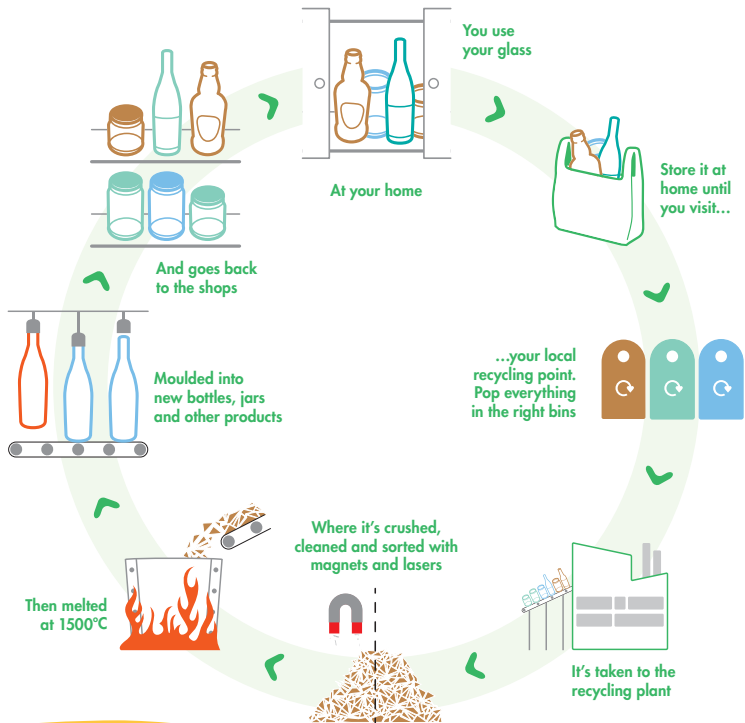 You use
your glass
At your home
Store it at
home until
you visit...
...your local
recycling point.
Pop everything
in the right bins
It's taken to the
recycling plant
Where it's crushed,
cleaned and sorted with
magnets and lasers
Then melted
at 1500°C
Moulded into
new bottles, jars
and other products
And goes back
to the shops